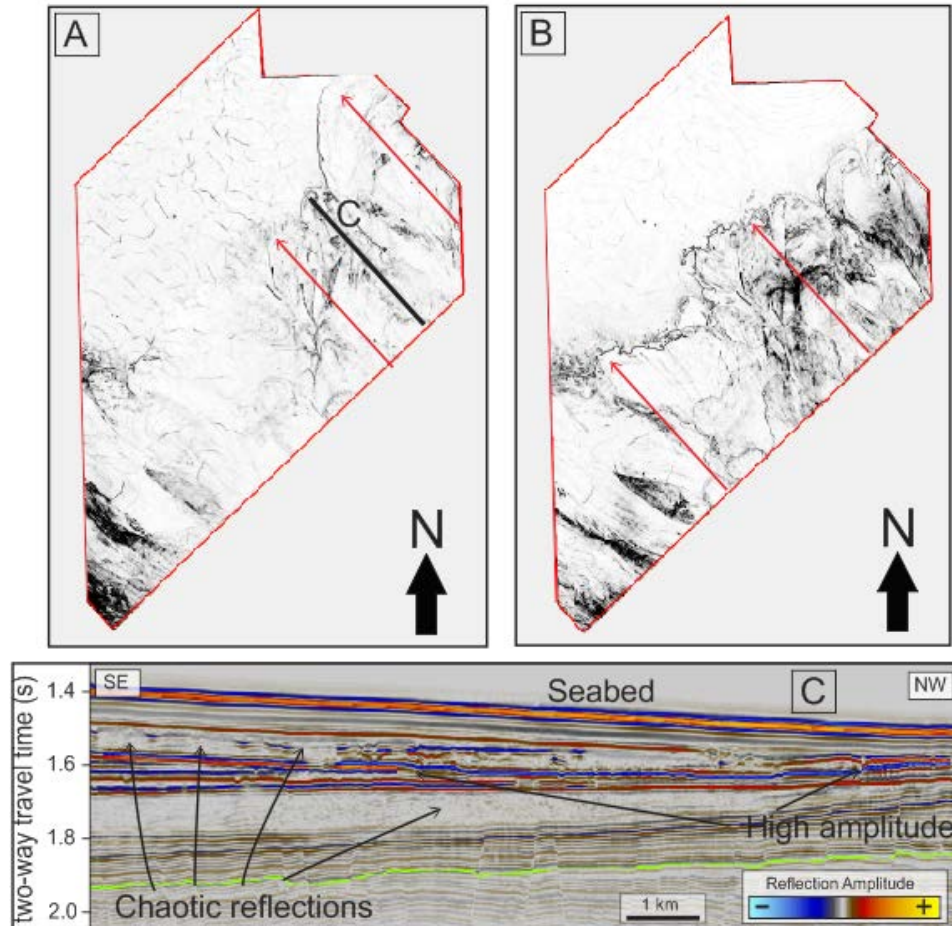 A
B
C
N
N
two-way travel time (s)
1.4
1.6
1.8
2.0
SE
Seabed
C
NW
High amplitude
Chaotic reflections
1 km
Reflection Amplitude
- +